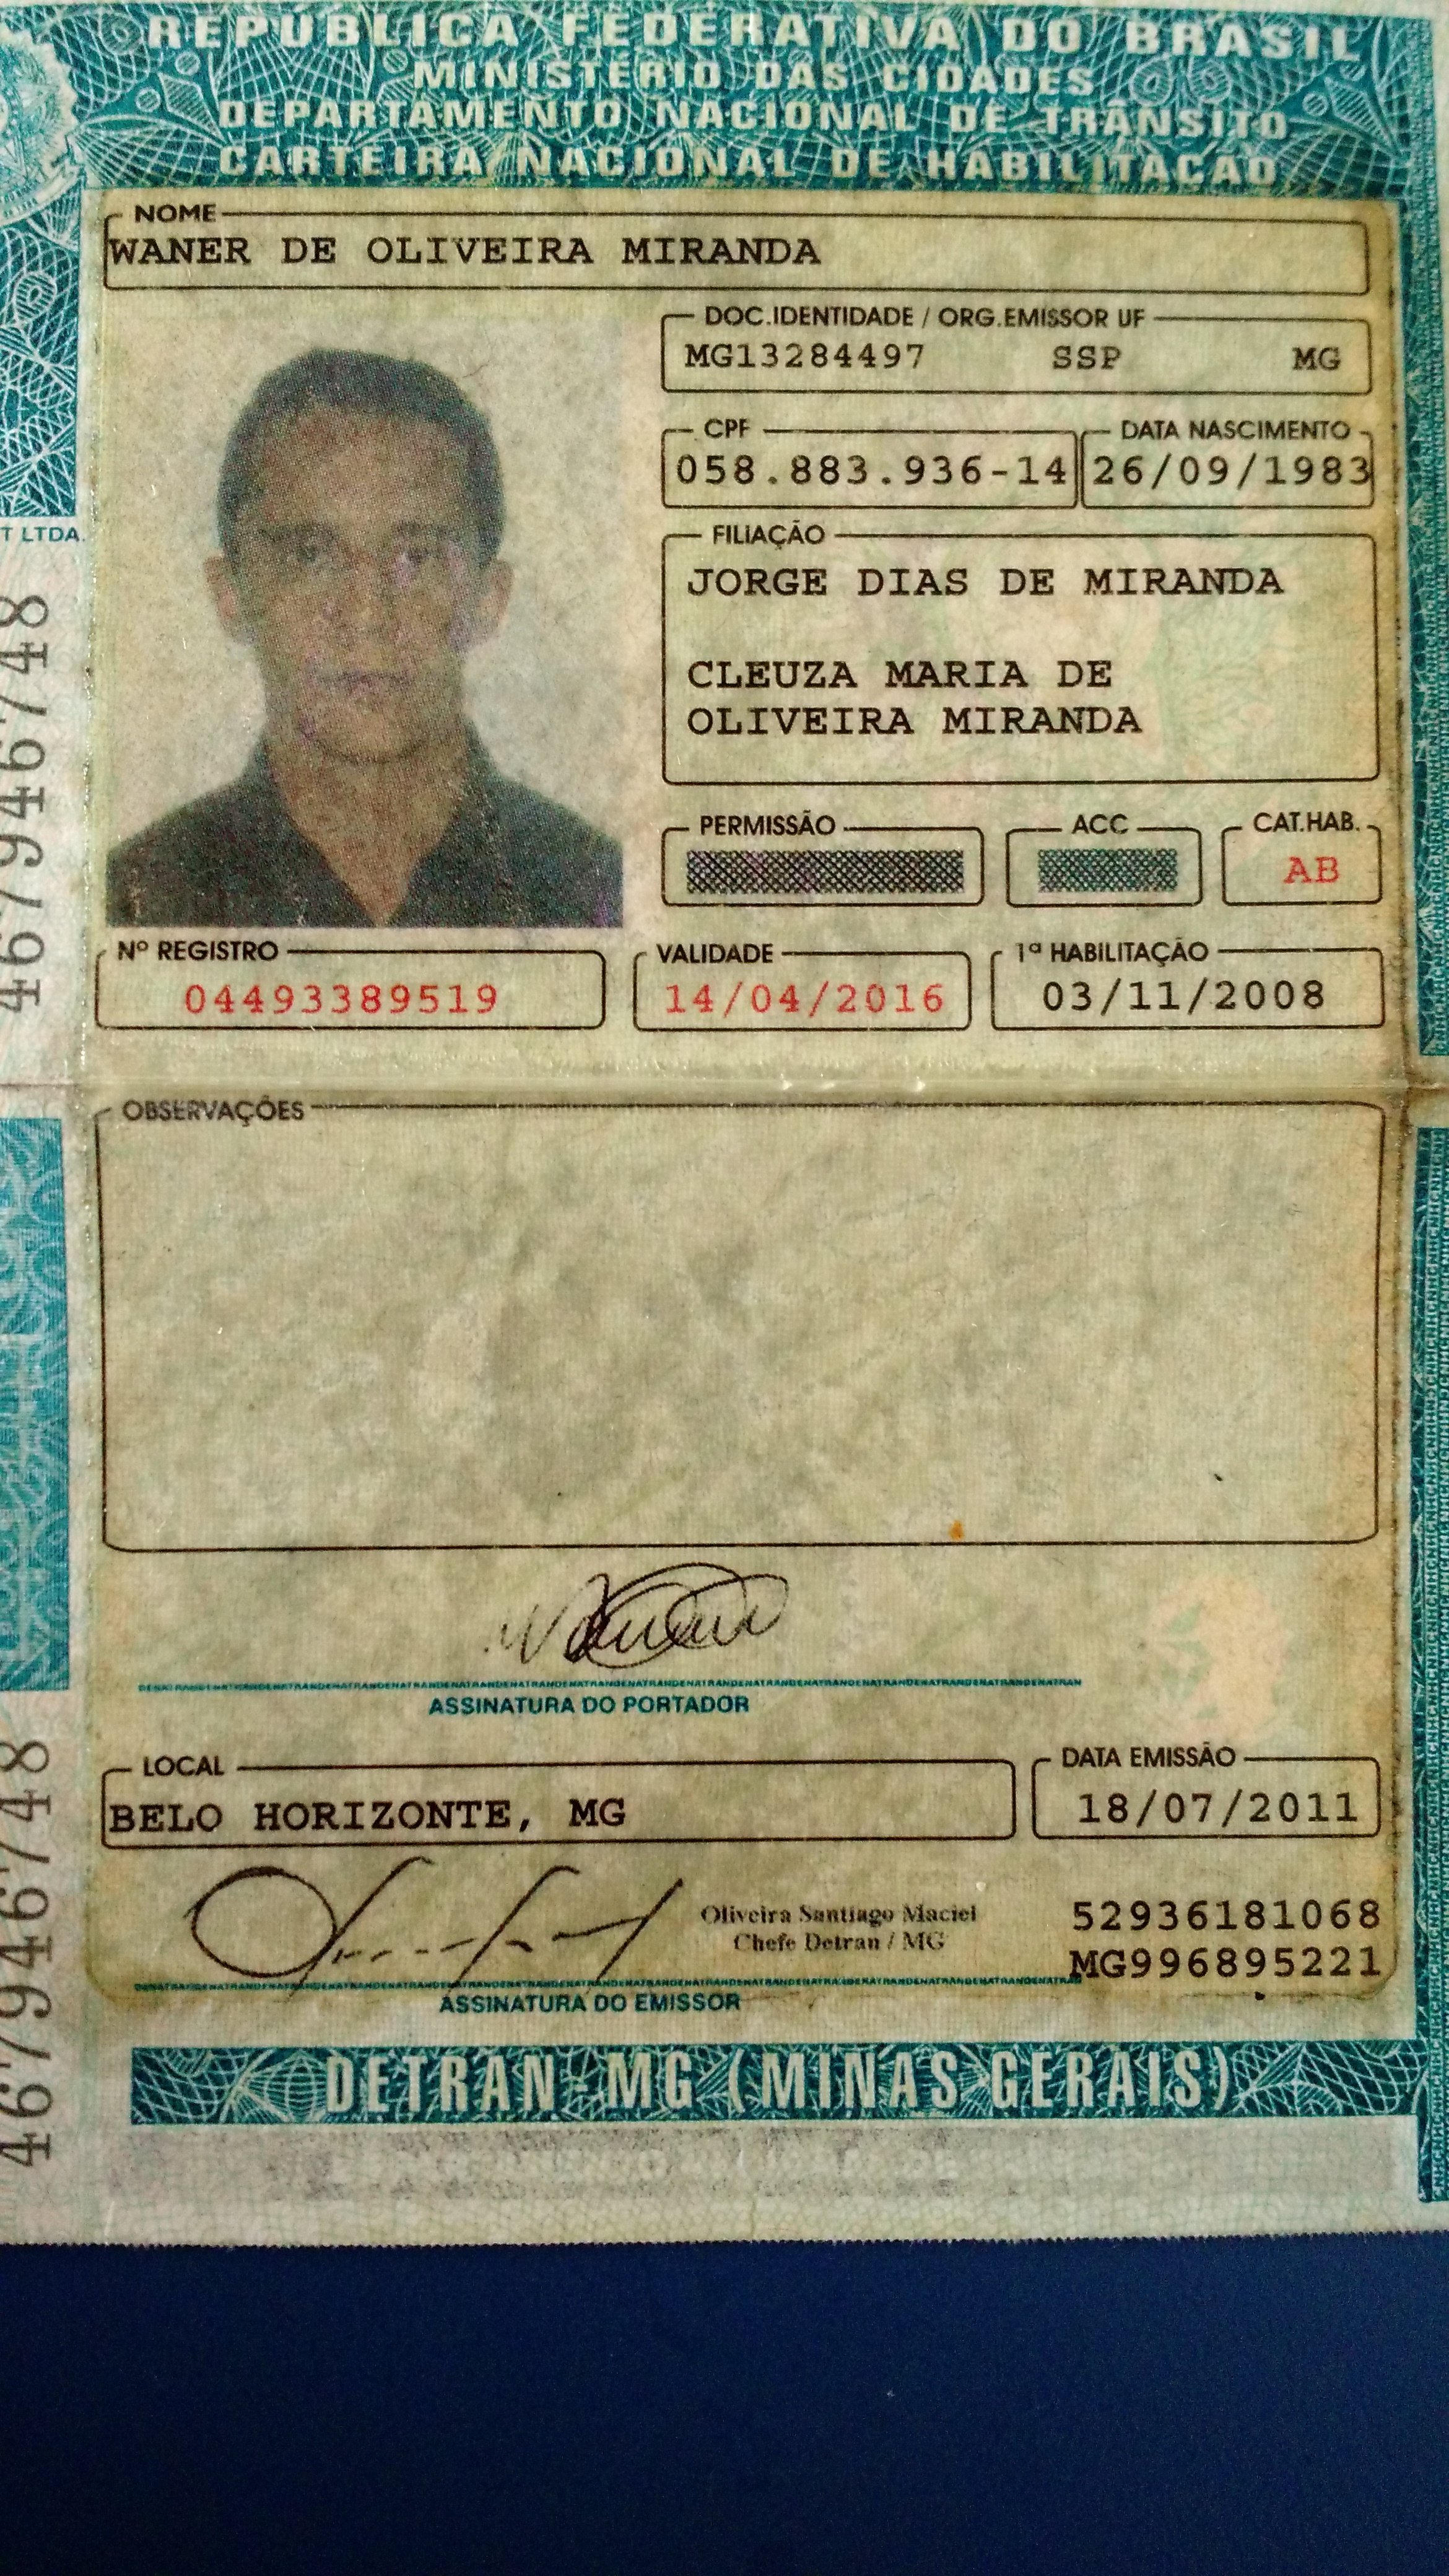 REPÚBLICA FEDERATIVA DO BRASIL
MINISTÉRIO DAS CIDADES
DEPARTAMENTO NACIONAL DE TRÂNSITO
CARTEIRA NACIONAL DE HABILITAÇÃO
NOME
WANER DE OLIVEIRA MIRANDA
DOC.IDENTIDADE / ORG.EMISSOR UF
MG13284497 SSP MG
CPF DATA NASCIMENTO
058.883.936-14 26/09/1983
FILIAÇÃO
JORGE DIAS DE MIRANDA
CLEUZA MARIA DE
OLIVEIRA MIRANDA
PERMISSÃO ACC CAT.HAB.
AB
Nº REGISTRO VALIDADE 1ª HABILITAÇÃO
04493389519 14/04/2016 03/11/2008
T LTDA.
467946748
OBSERVAÇÕES
ASSINATURA DO PORTADOR
LOCAL DATA EMISSÃO
BELO HORIZONTE, MG 18/07/2011
Oliveira Santiago Maciel
Chefe Detran / MG
52936181068
MG996895221
ASSINATURA DO EMISSOR
467946748
DETRAN-MG (MINAS GERAIS)